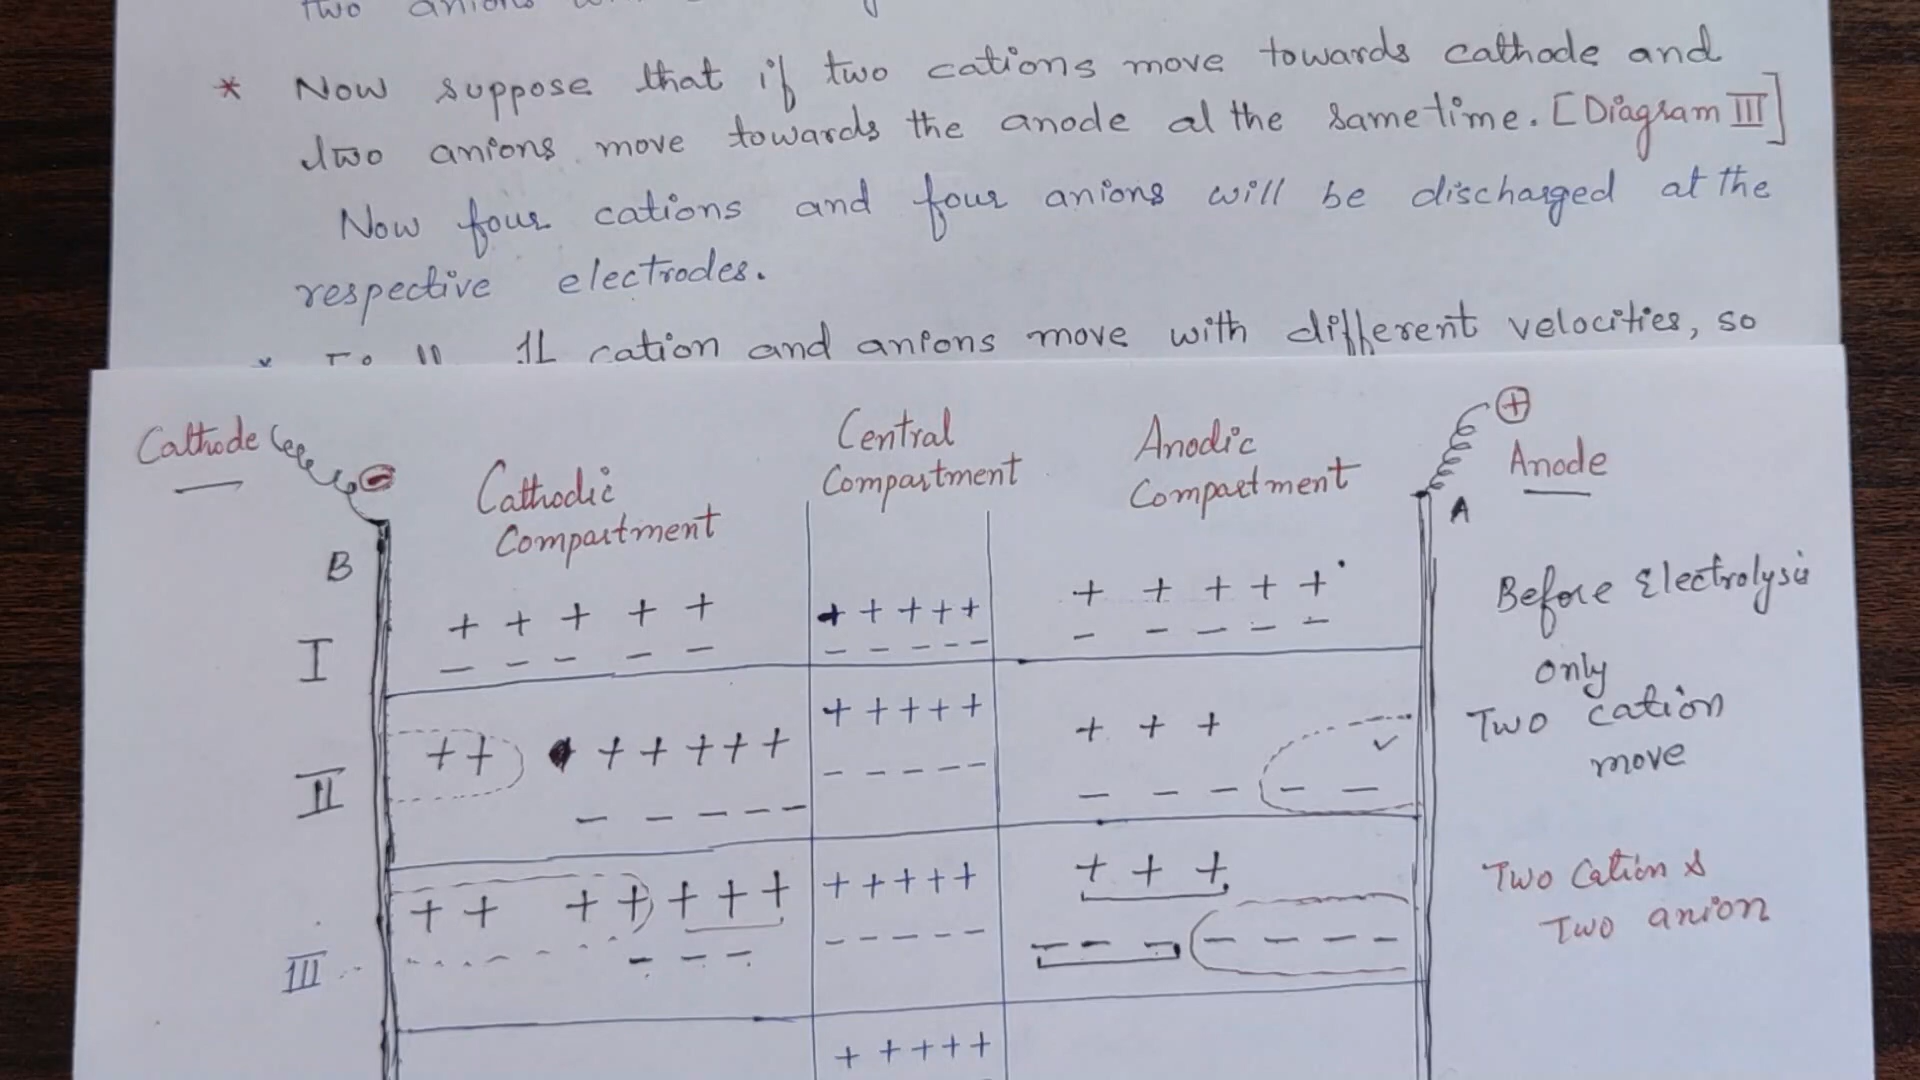 two anions
* Now suppose that if two cations move towards cathode and
two anions move towards the anode at the same time. [Diagram III]
Now four cations and four anions will be discharged at the
respective electrodes.
cation and anions move with different velocities, so
Cathode
-
Cathodic
Compartment
Central
Compartment
Anodic
Compartment
+
Anode
B
A
I
+ + + + +
- - - - -
+ + + + +
- - - - -
+ + + + +
- - - - -
Before Electrolysis
II
+ + + + + + +
- - - - -
+ + + + +
- - - - -
+ + +
- - - - -
only
Two cation
move
III
+ + + + + + +
- - -
+ + + + +
- - - - -
+ + +
- - - - - - -
Two Cation &
Two anion
+ + + + +